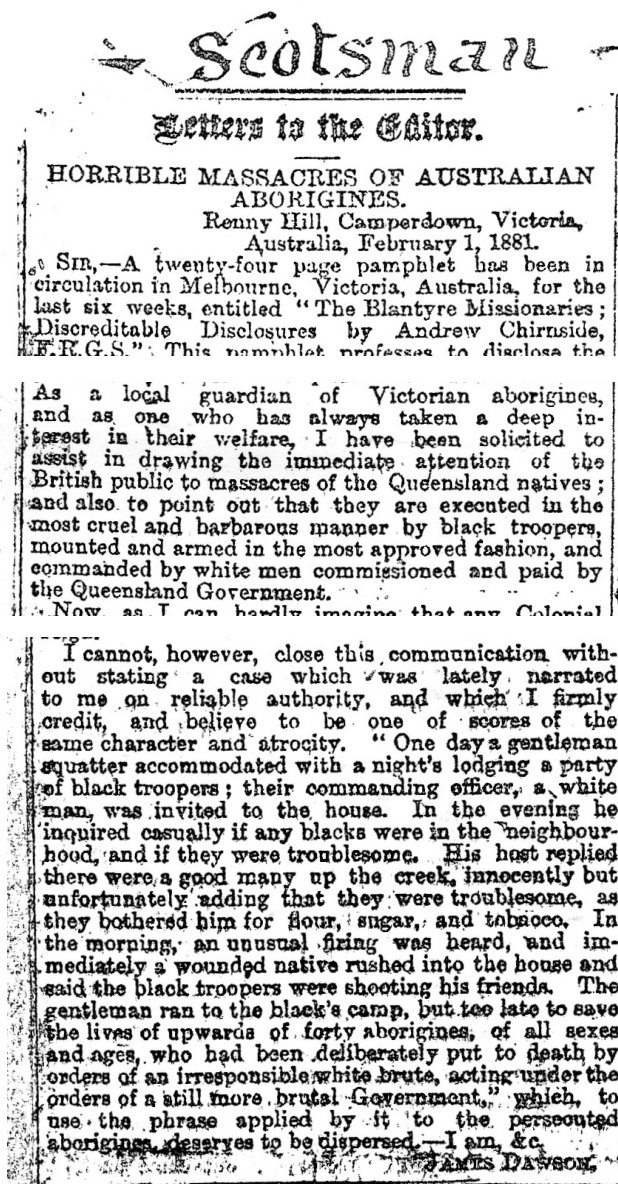 Scotsman
Letters to the Editor.
HORRIBLE MASSACRES OF AUSTRALIAN
ABORIGINES.
Renny Hill, Camperdown, Victoria,
Australia, February 1, 1881.
SIR,—A twenty-four page pamphlet has been in
circulation in Melbourne, Victoria, Australia, for the
last six weeks, entitled "The Blantyre Missionaries;
Discreditable Disclosures by Andrew Chirnside,
F.R.G.S." This pamphlet professes to disclose the
As a local guardian of Victorian aborigines,
and as one who has always taken a deep in-
terest in their welfare, I have been solicited to
assist in drawing the immediate attention of the
British public to massacres of the Queensland natives;
and also to point out that they are executed in the
most cruel and barbarous manner by black troopers,
mounted and armed in the most approved fashion, and
commanded by white men commissioned and paid by
the Queensland Government.
Now, as I can hardly imagine that any Colonial
I cannot, however, close this communication with-
out stating a case which was lately narrated
to me on reliable authority, and which I firmly
credit, and believe to be one of scores of the
same character and atrocity. "One day a gentleman
squatter accommodated with a night's lodging a party
of black troopers; their commanding officer, a white
man, was invited to the house. In the evening he
inquired casually if any blacks were in the neighbour-
hood, and if they were troublesome. His host replied
there were a good many up the creek, innocently but
unfortunately adding that they were troublesome, as
they bothered him for flour, sugar, and tobacco. In
the morning, an unusual firing was heard, and im-
mediately a wounded native rushed into the house and
said the black troopers were shooting his friends. The
gentleman ran to the black's camp, but too late to save
the lives of upwards of forty aborigines, of all sexes
and ages, who had been deliberately put to death by
orders of an irresponsible white brute, acting under the
orders of a still more brutal Government," which, to
use the phrase applied by it to the persecuted
aborigines, deserves to be dispersed.—I am, &c.
JAMES DAWSON.